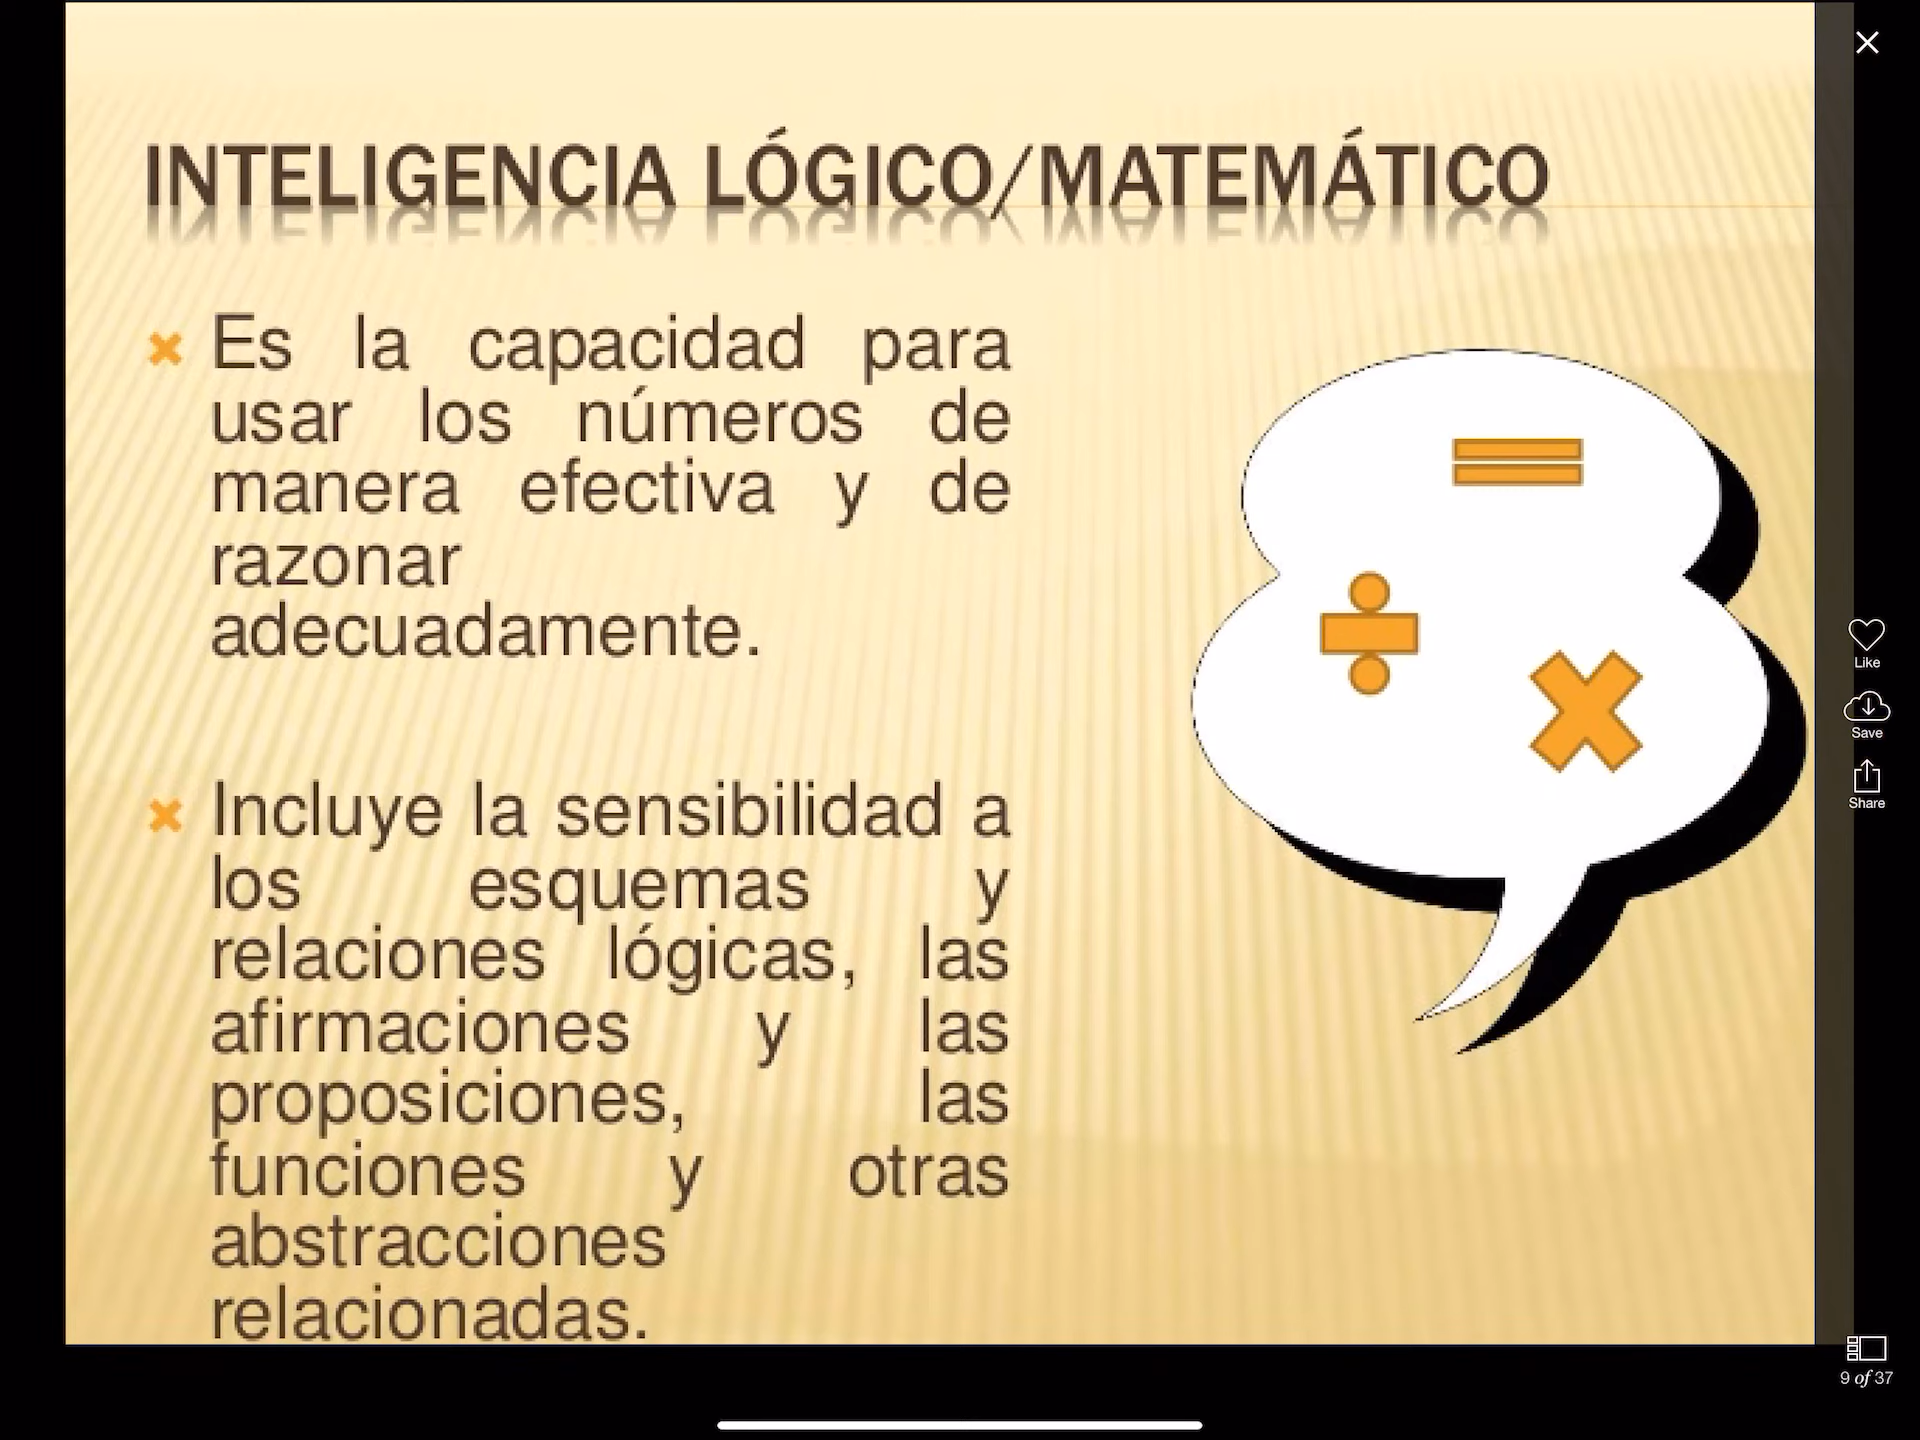 INTELIGENCIA LÓGICO/MATEMÁTICO
Es la capacidad para
usar los números de
manera efectiva y de
razonar
adecuadamente.
Incluye la sensibilidad a
los esquemas y
relaciones lógicas, las
afirmaciones y las
proposiciones, las
funciones y otras
abstracciones
relacionadas.
Like
Save
Share
9 of 37